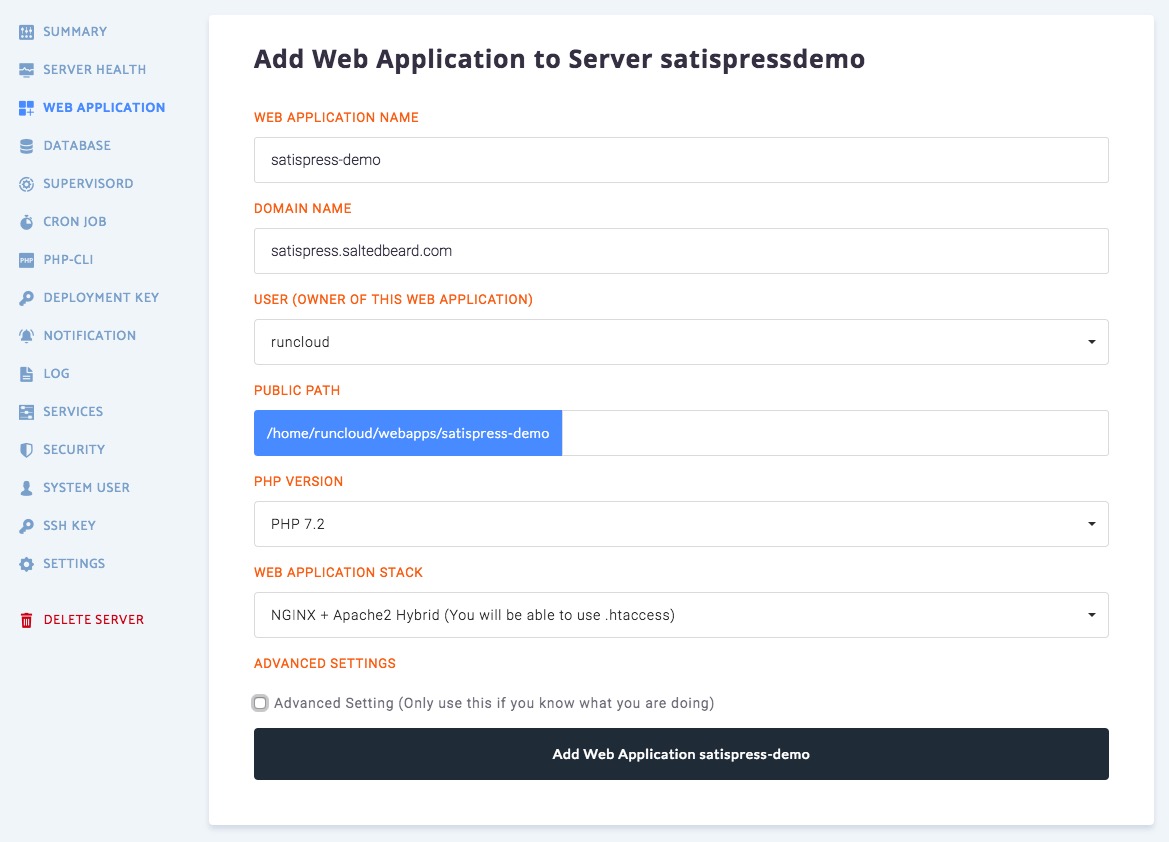 SUMMARY
SERVER HEALTH
WEB APPLICATION
DATABASE
SUPERVISORD
CRON JOB
PHP
PHP-CLI
DEPLOYMENT KEY
NOTIFICATION
LOG
SERVICES
SECURITY
SYSTEM USER
SSH KEY
SETTINGS
DELETE SERVER
Add Web Application to Server satispressdemo
WEB APPLICATION NAME
satispress-demo
DOMAIN NAME
satispress.saltedbeard.com
USER (OWNER OF THIS WEB APPLICATION)
runcloud
PUBLIC PATH
/home/runcloud/webapps/satispress-demo
PHP VERSION
PHP 7.2
WEB APPLICATION STACK
NGINX + Apache2 Hybrid (You will be able to use .htaccess)
ADVANCED SETTINGS
Advanced Setting (Only use this if you know what you are doing)
Add Web Application satispress-demo